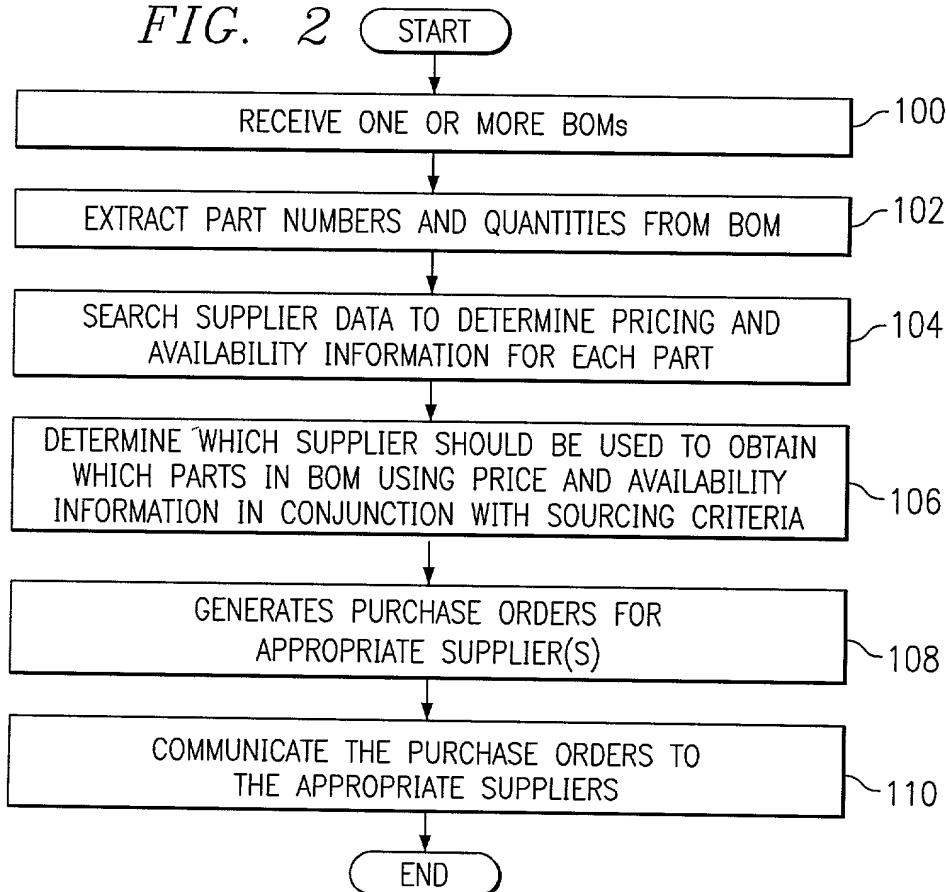 FIG. 2
START
RECEIVE ONE OR MORE BOMs
100
EXTRACT PART NUMBERS AND QUANTITIES FROM BOM
102
SEARCH SUPPLIER DATA TO DETERMINE PRICING AND
AVAILABILITY INFORMATION FOR EACH PART
104
DETERMINE WHICH SUPPLIER SHOULD BE USED TO OBTAIN
WHICH PARTS IN BOM USING PRICE AND AVAILABILITY
INFORMATION IN CONJUNCTION WITH SOURCING CRITERIA
106
GENERATES PURCHASE ORDERS FOR
APPROPRIATE SUPPLIER(S)
108
COMMUNICATE THE PURCHASE ORDERS TO
THE APPROPRIATE SUPPLIERS
110
END